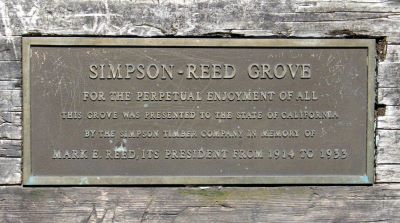 SIMPSON-REED GROVE
FOR THE PERPETUAL ENJOYMENT OF ALL
THIS GROVE WAS PRESENTED TO THE STATE OF CALIFORNIA
BY THE SIMPSON TIMBER COMPANY IN MEMORY OF
MARK E. REED, ITS PRESIDENT FROM 1914 TO 1933